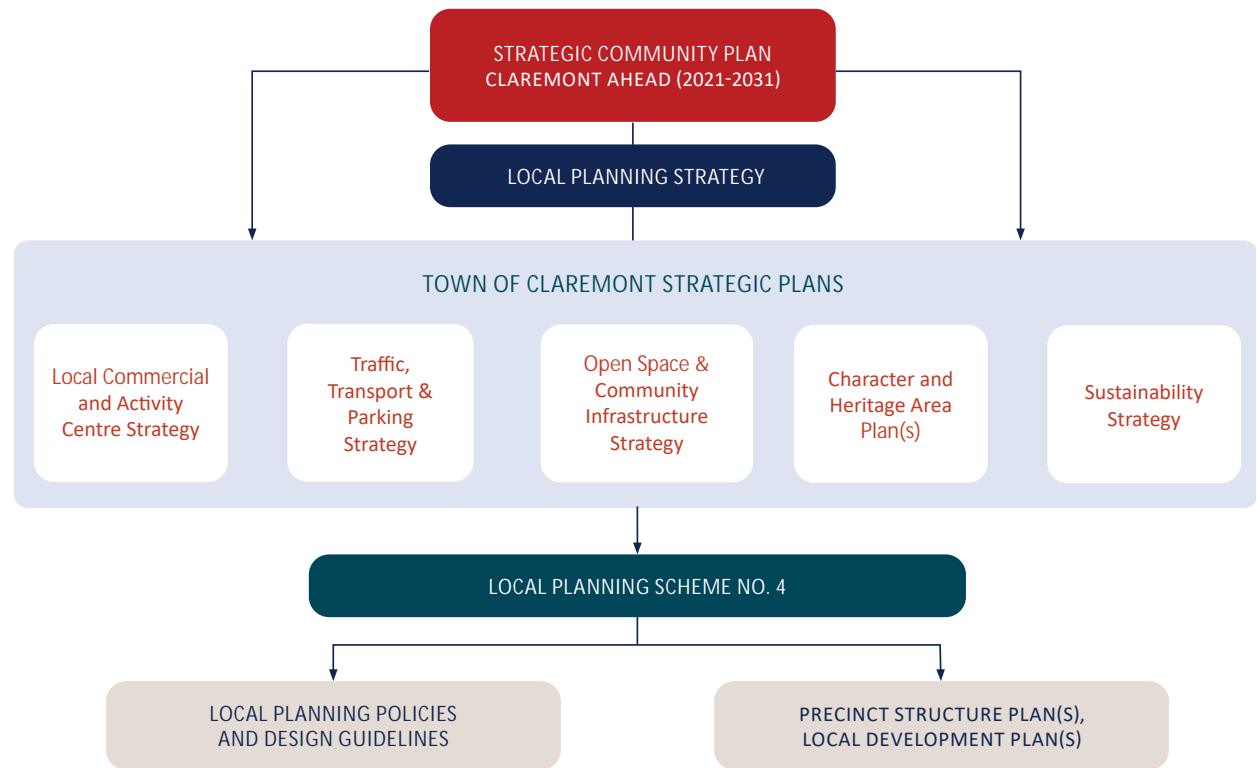 STRATEGIC COMMUNITY PLAN
CLAREMONT AHEAD (2021-2031)
LOCAL PLANNING STRATEGY
TOWN OF CLAREMONT STRATEGIC PLANS
Local Commercial
and Activity
Centre Strategy
Traffic,
Transport &
Parking
Strategy
Open Space &
Community
Infrastructure
Strategy
Character and
Heritage Area
Plan(s)
Sustainability
Strategy
LOCAL PLANNING SCHEME NO. 4
LOCAL PLANNING POLICIES
AND DESIGN GUIDELINES
PRECINCT STRUCTURE PLAN(S),
LOCAL DEVELOPMENT PLAN(S)